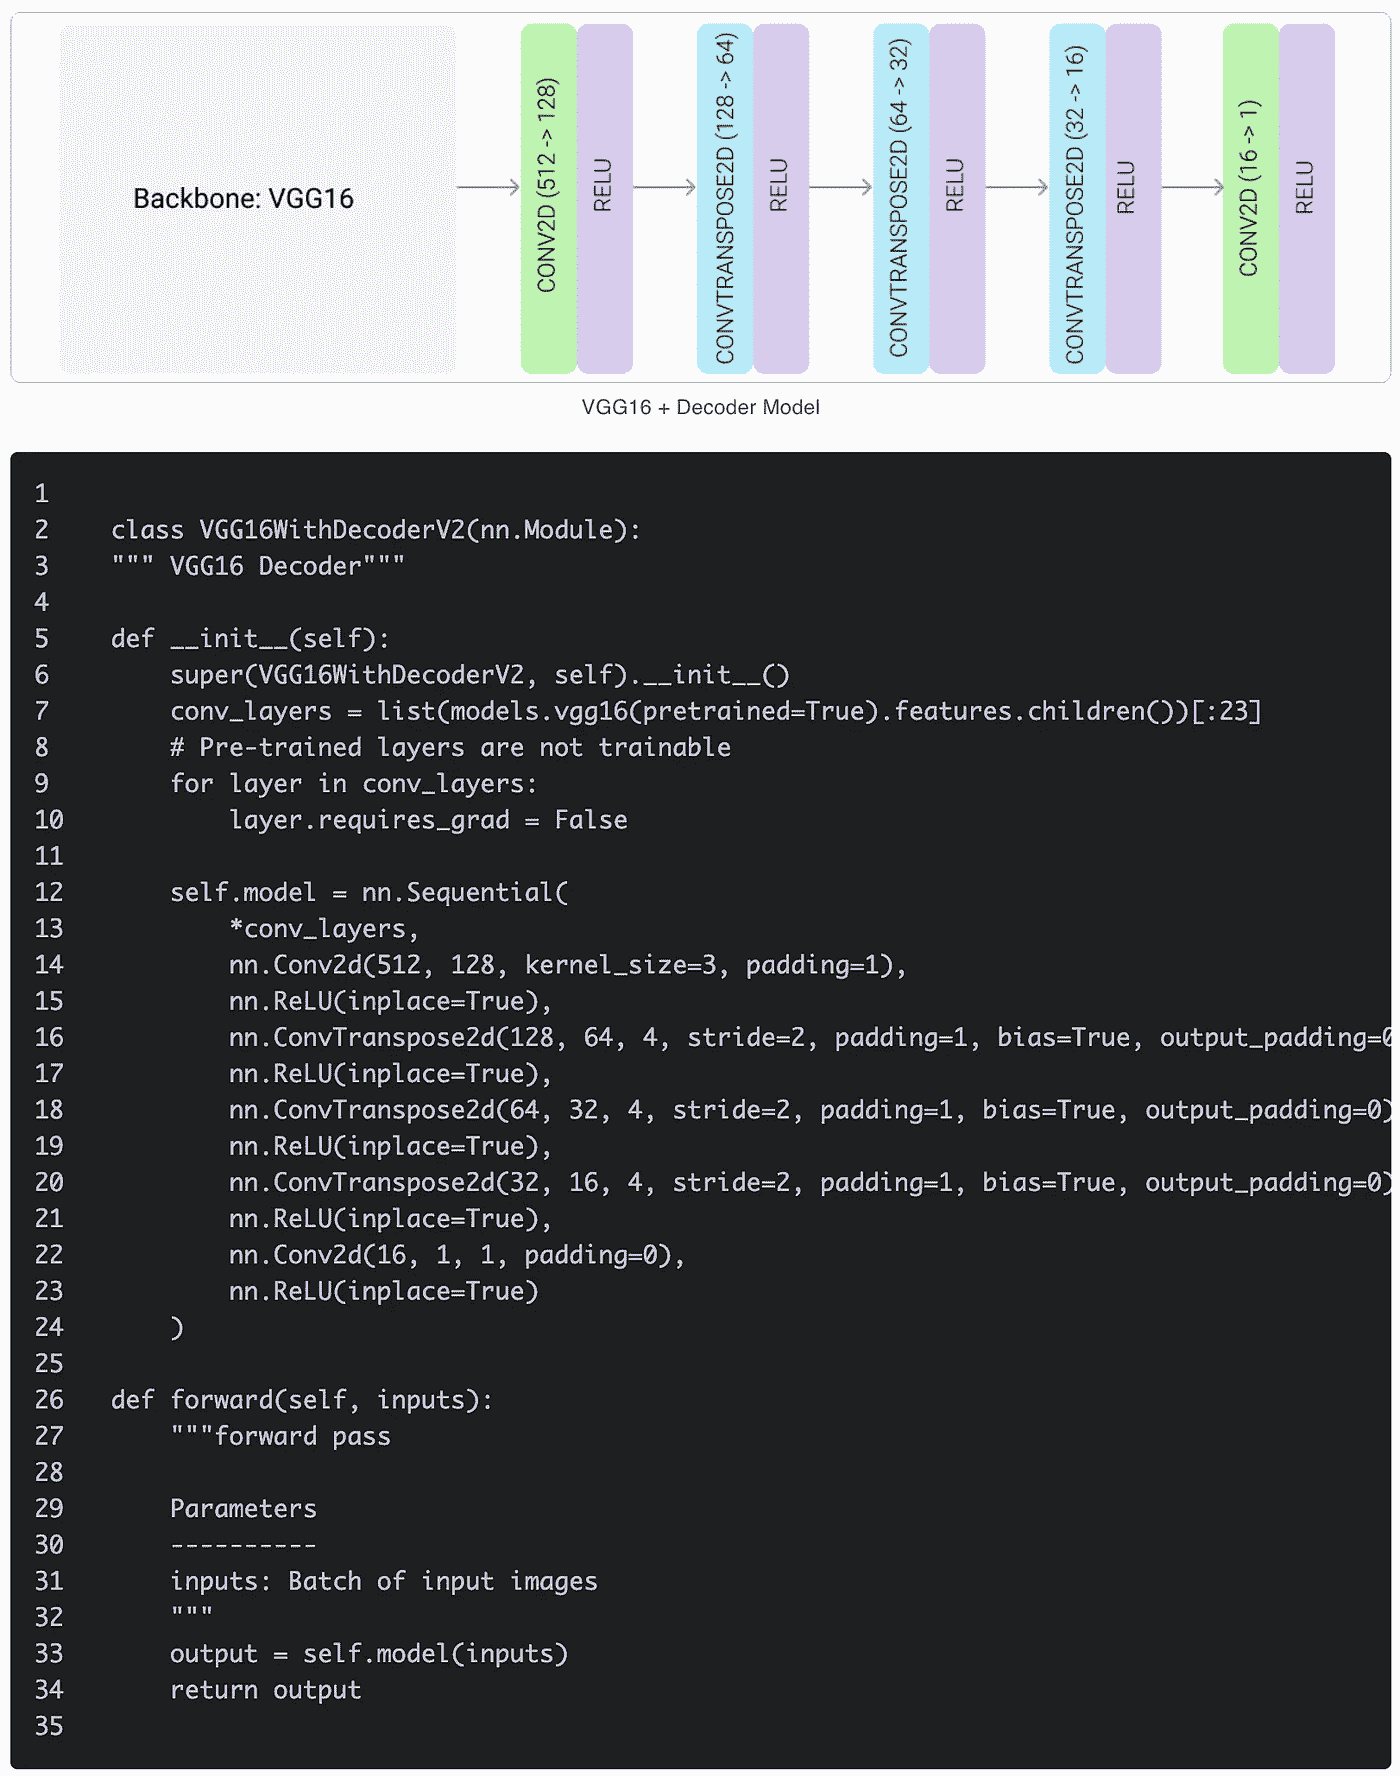 Backbone: VGG16
CONV2D (512 -> 128)
RELU
CONVTRANSPOSE2D (128 -> 64)
RELU
CONVTRANSPOSE2D (64 -> 32)
RELU
CONVTRANSPOSE2D (32 -> 16)
RELU
CONV2D (16 -> 1)
RELU
VGG16 + Decoder Model
1
2 class VGG16WithDecoderV2(nn.Module):
3 """ VGG16 Decoder"""
4
5 def __init__(self):
6 super(VGG16WithDecoderV2, self).__init__()
7 conv_layers = list(models.vgg16(pretrained=True).features.children())[:23]
8 # Pre-trained layers are not trainable
9 for layer in conv_layers:
10 layer.requires_grad = False
11
12 self.model = nn.Sequential(
13 *conv_layers,
14 nn.Conv2d(512, 128, kernel_size=3, padding=1),
15 nn.ReLU(inplace=True),
16 nn.ConvTranspose2d(128, 64, 4, stride=2, padding=1, bias=True, output_padding=0
17 nn.ReLU(inplace=True),
18 nn.ConvTranspose2d(64, 32, 4, stride=2, padding=1, bias=True, output_padding=0)
19 nn.ReLU(inplace=True),
20 nn.ConvTranspose2d(32, 16, 4, stride=2, padding=1, bias=True, output_padding=0)
21 nn.ReLU(inplace=True),
22 nn.Conv2d(16, 1, 1, padding=0),
23 nn.ReLU(inplace=True)
24 )
25
26 def forward(self, inputs):
27 """forward pass
28
29 Parameters
30 ----------
31 inputs: Batch of input images
32 """
33 output = self.model(inputs)
34 return output
35